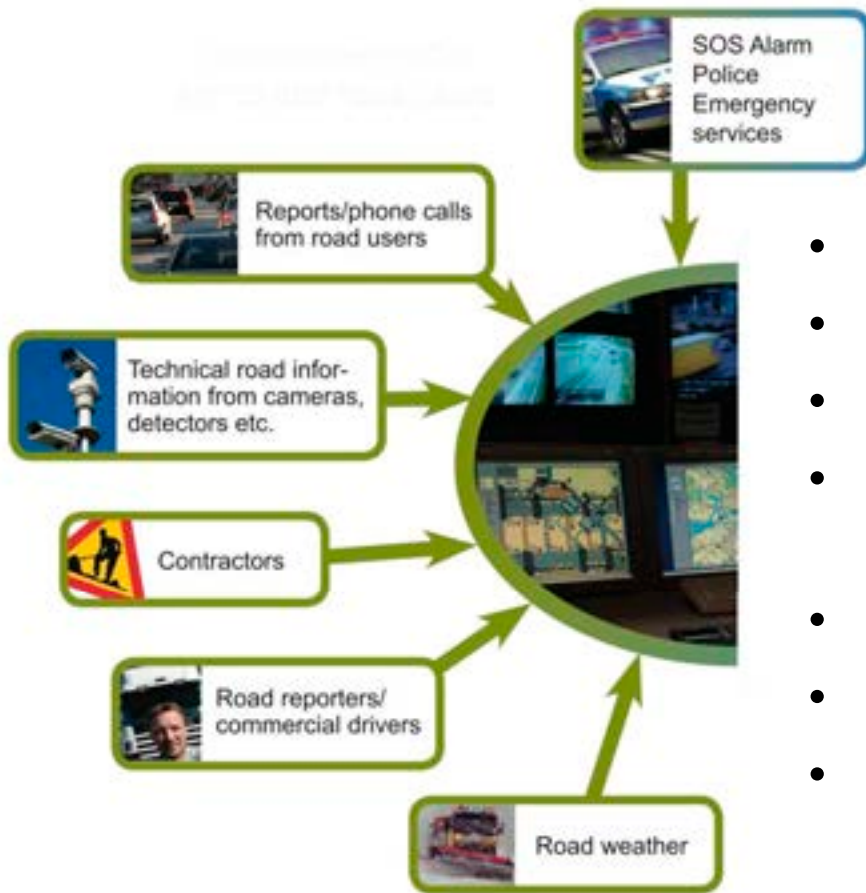 SOS Alarm
Police
Emergency
services
Reports/phone calls
from road users
Technical road infor-
mation from cameras,
detectors etc.
Contractors
Road reporters/
commercial drivers
Road weather